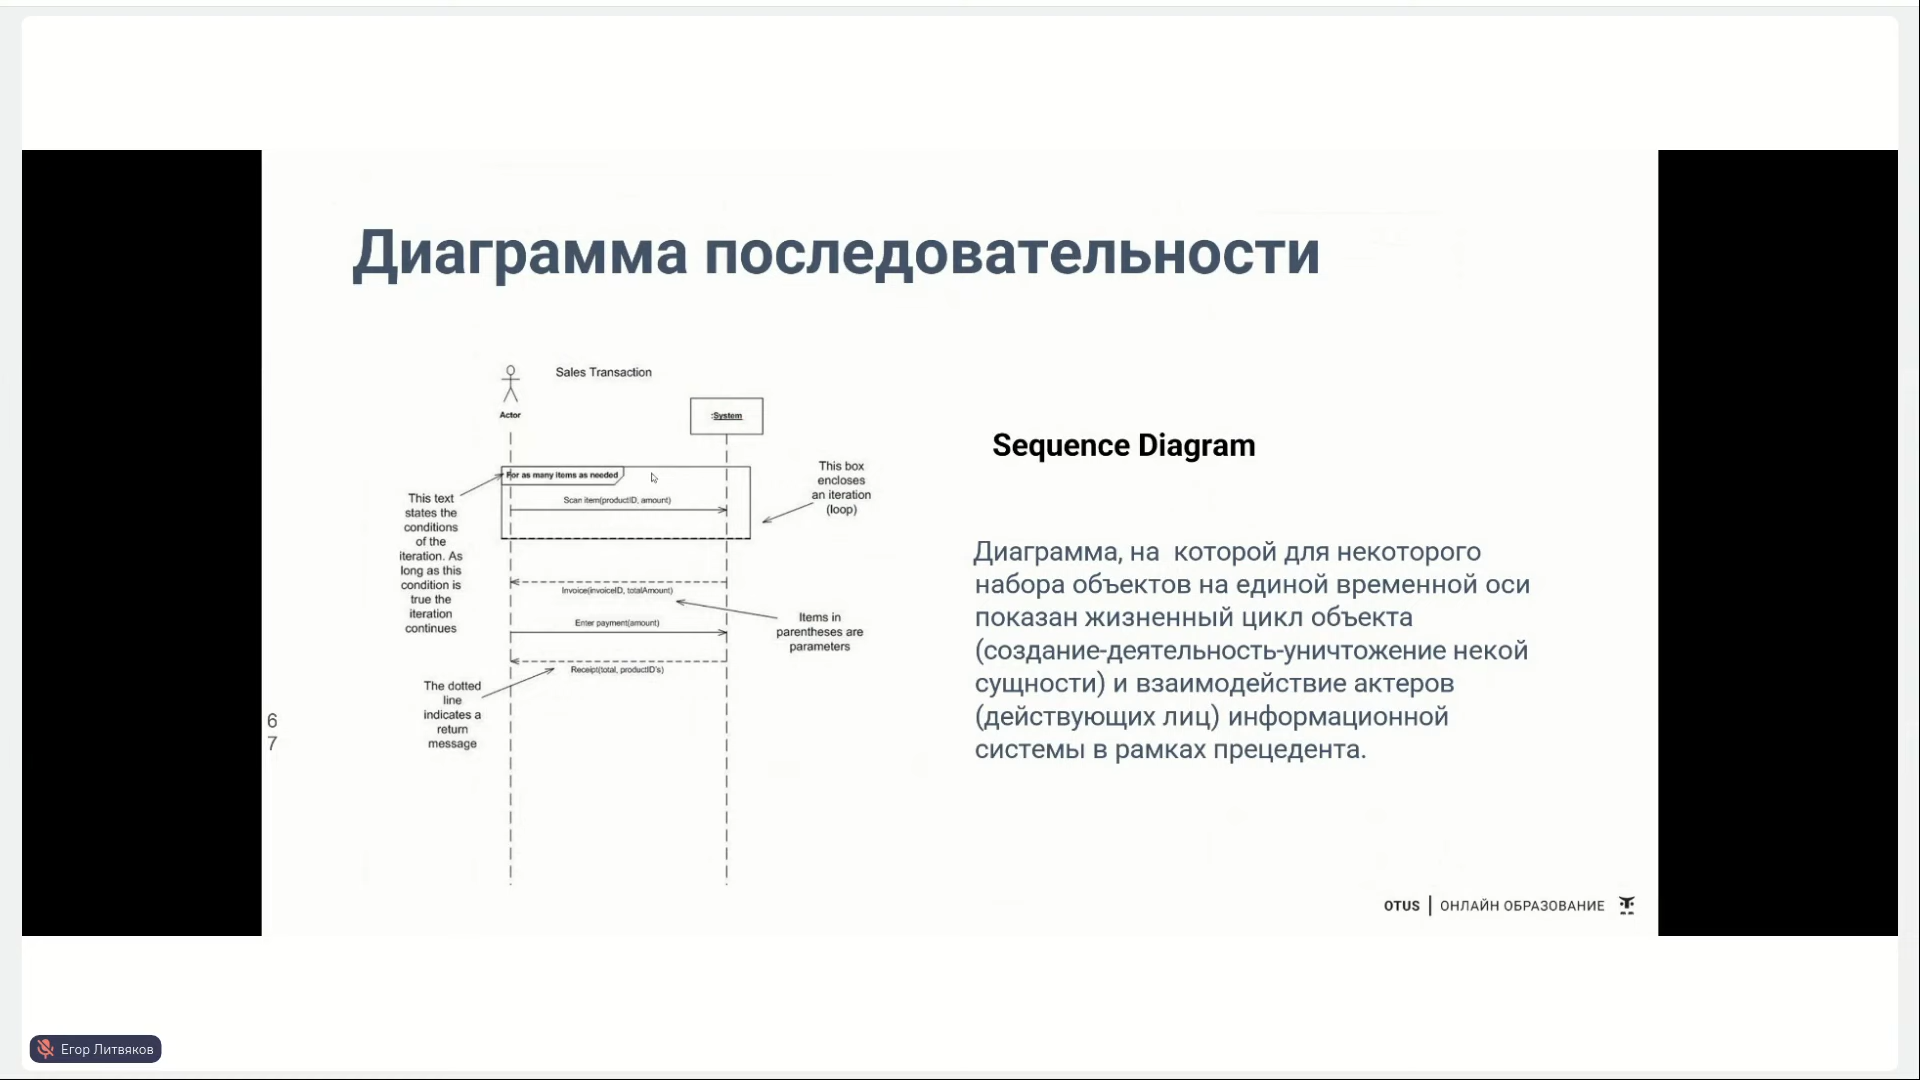 Диаграмма последовательности
Sales Transaction
Actor
:System
For as many items as needed
Scan item(productID, amount)
This box
encloses
an iteration
(loop)
This text
states the
conditions
of the
iteration. As
long as this
condition is
true the
iteration
continues
Invoice(invoiceID, totalAmount)
Enter payment(amount)
Items in
parentheses are
parameters
Receipt(total, productID's)
The dotted
line
indicates a
return
message
6
7
Sequence Diagram
Диаграмма, на которой для некоторого
набора объектов на единой временной оси
показан жизненный цикл объекта
(создание-деятельность-уничтожение некой
сущности) и взаимодействие актеров
(действующих лиц) информационной
системы в рамках прецедента.
OTUS | ОНЛАЙН ОБРАЗОВАНИЕ
Егор Литвяков